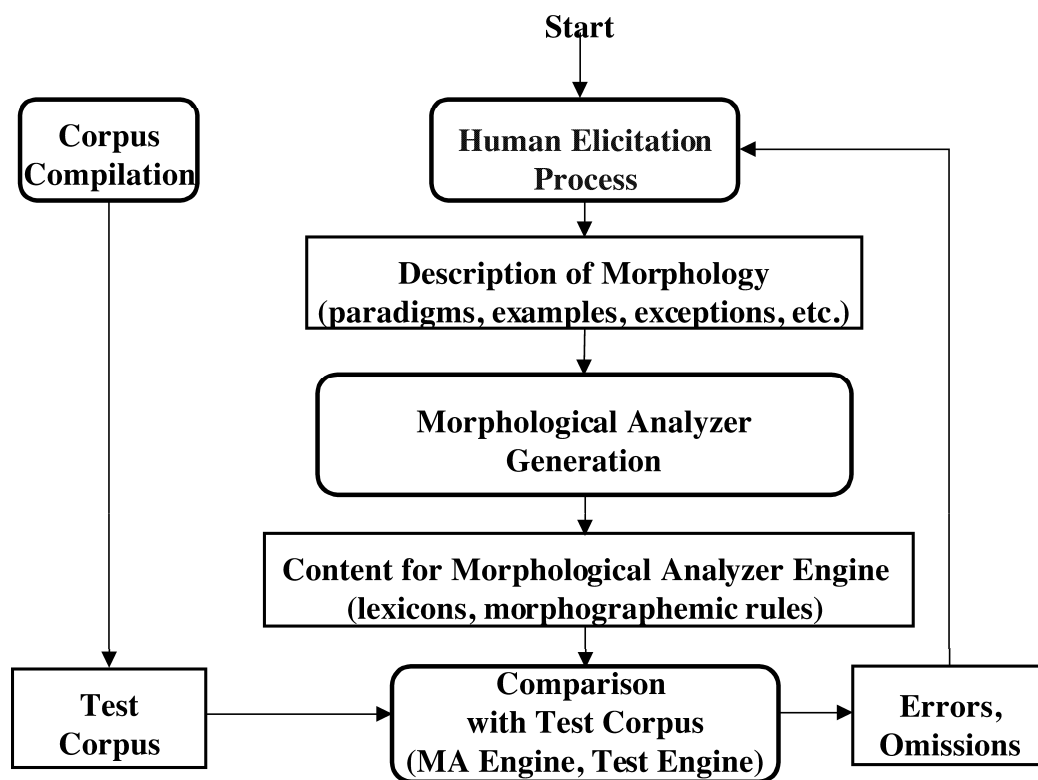 Start
Corpus
Compilation
Human Elicitation
Process
Description of Morphology
(paradigms, examples, exceptions, etc.)
Morphological Analyzer
Generation
Content for Morphological Analyzer Engine
(lexicons, morphographemic rules)
Test
Corpus
Comparison
with Test Corpus
(MA Engine, Test Engine)
Errors,
Omissions